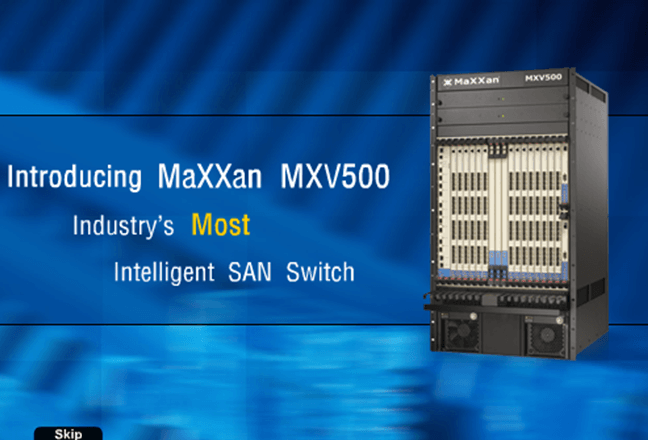 MaXXan MXV500
Introducing MaXXan MXV500
Industry's Most
Intelligent SAN Switch
Skip